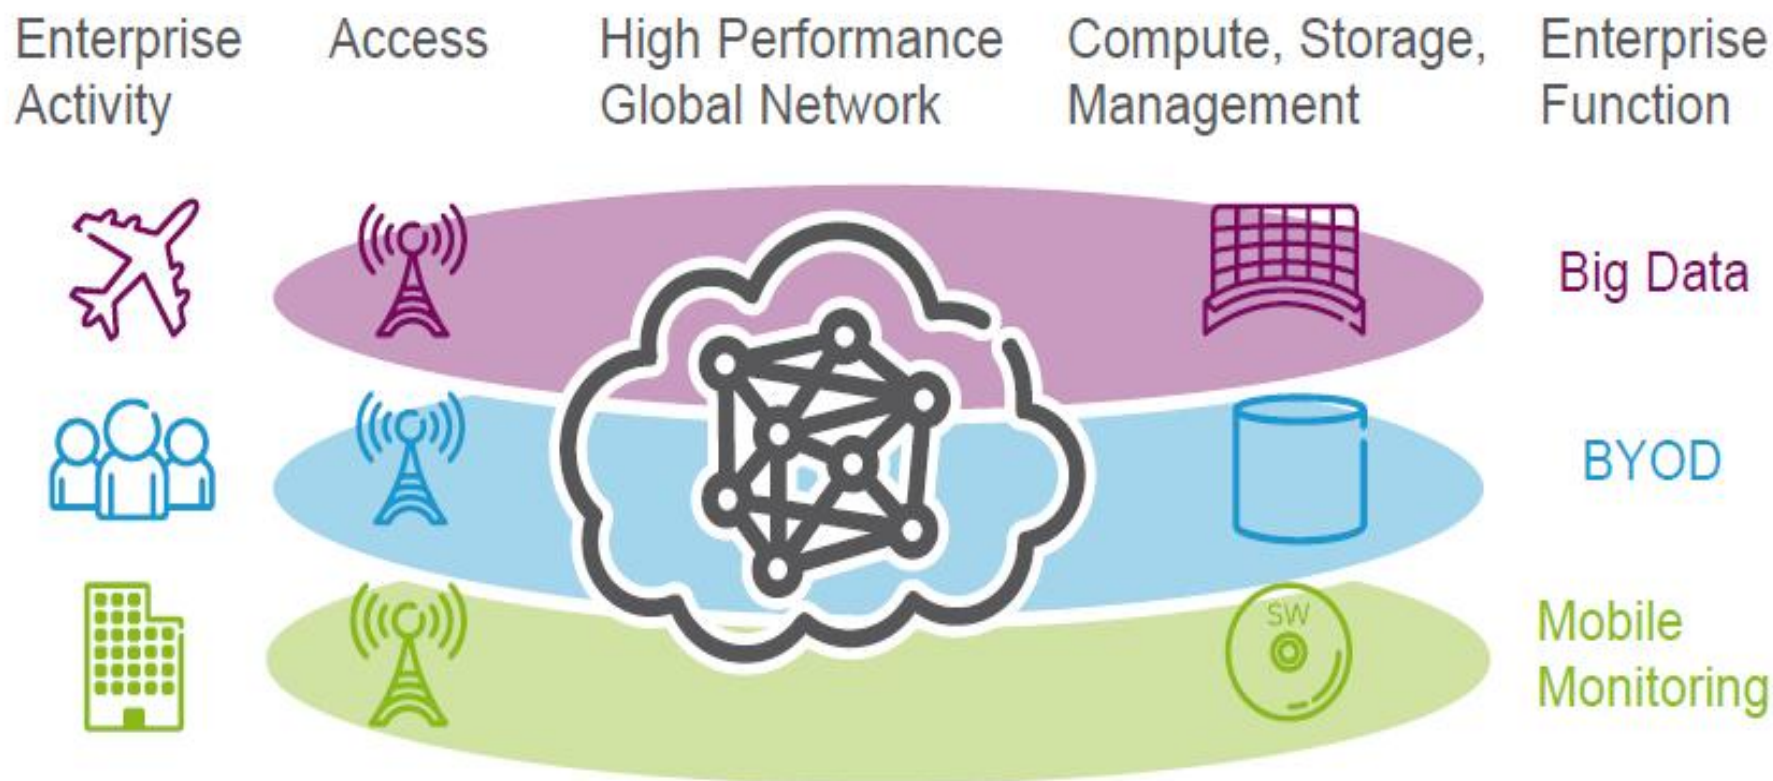 Enterprise
Activity
Access
High Performance
Global Network
Compute, Storage,
Management
Enterprise
Function
Big Data
BYOD
SW
Mobile
Monitoring